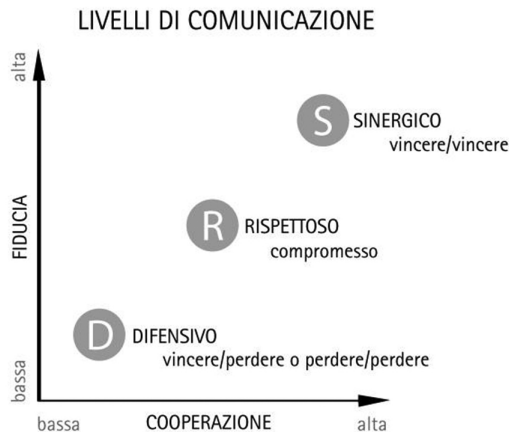 LIVELLI DI COMUNICAZIONE
alta
S
SINERGICO
vincere/vincere
FIDUCIA
R
RISPETTOSO
compromesso
D
DIFENSIVO
vincere/perdere o perdere/perdere
bassa
bassa
COOPERAZIONE
alta